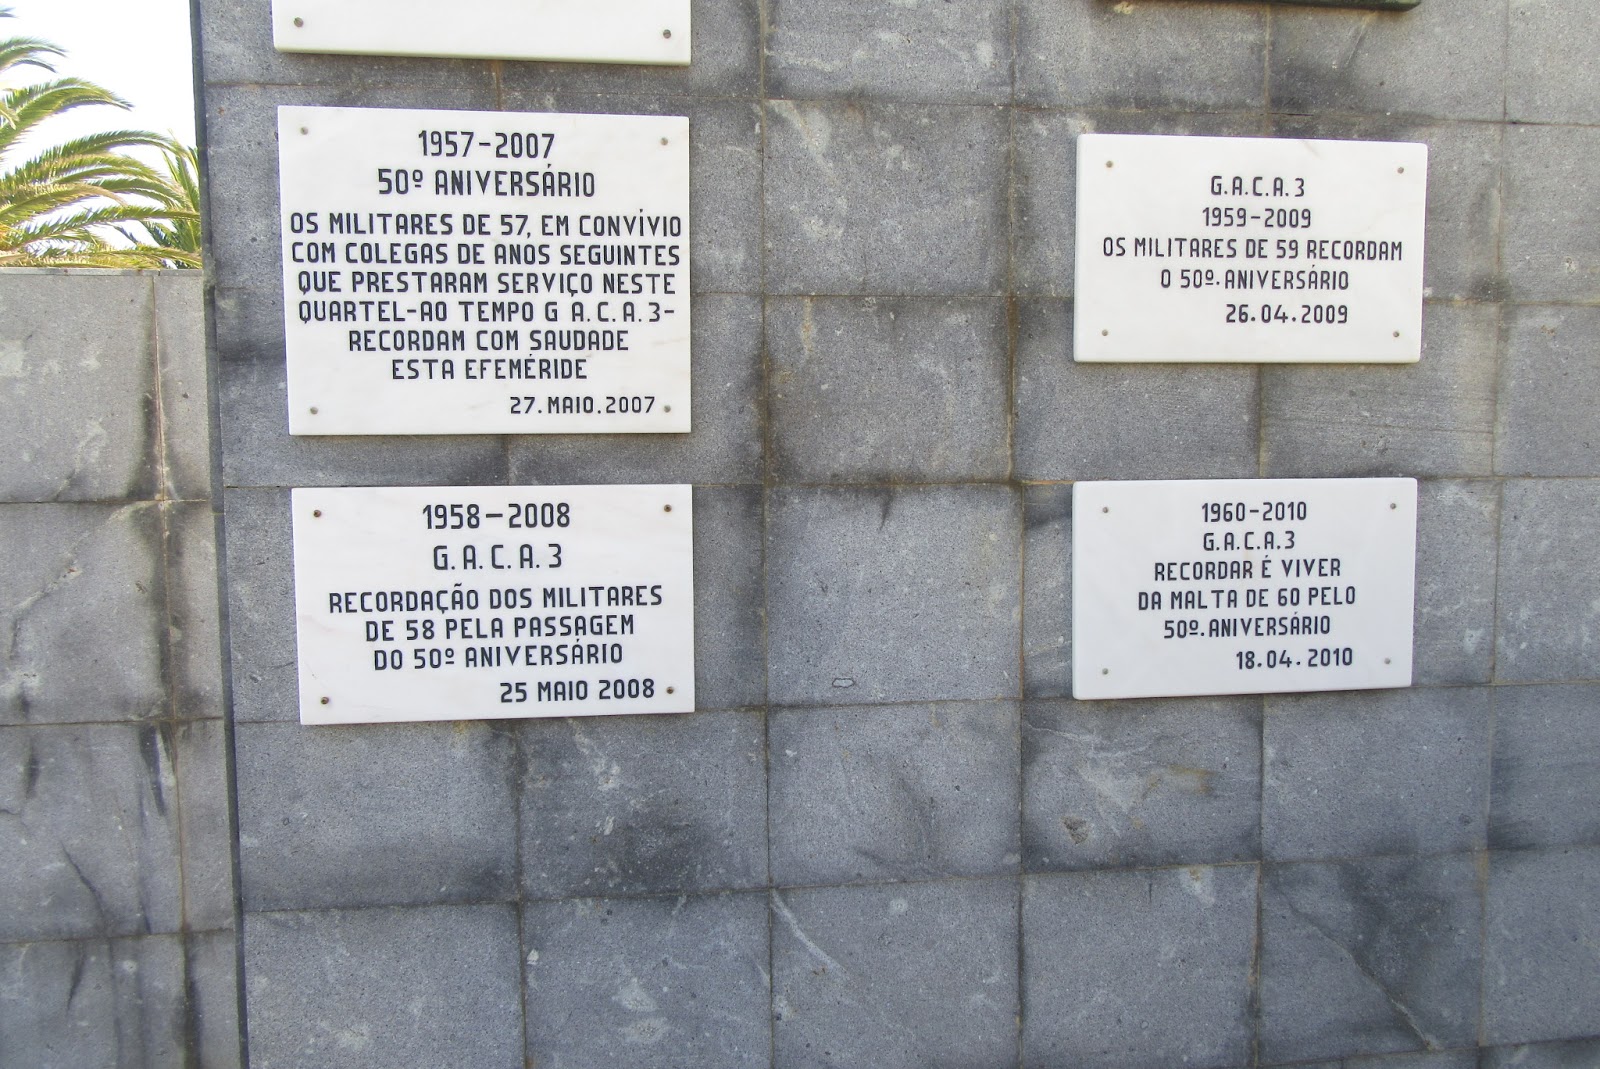 1957-2007
50º ANIVERSÁRIO
OS MILITARES DE 57, EM CONVÍVIO
COM COLEGAS DE ANOS SEGUINTES
QUE PRESTARAM SERVIÇO NESTE
QUARTEL-AO TEMPO G A.C.A.3-
RECORDAM COM SAUDADE
ESTA EFEMÉRIDE
27.MAIO.2007
1958-2008
G.A.C.A.3
RECORDAÇÃO DOS MILITARES
DE 58 PELA PASSAGEM
DO 50º ANIVERSÁRIO
25 MAIO 2008
G.A.C.A.3
1959-2009
OS MILITARES DE 59 RECORDAM
O 50º.ANIVERSÁRIO
26.04.2009
1960-2010
G.A.C.A.3
RECORDAR É VIVER
DA MALTA DE 60 PELO
50º.ANIVERSÁRIO
18.04.2010